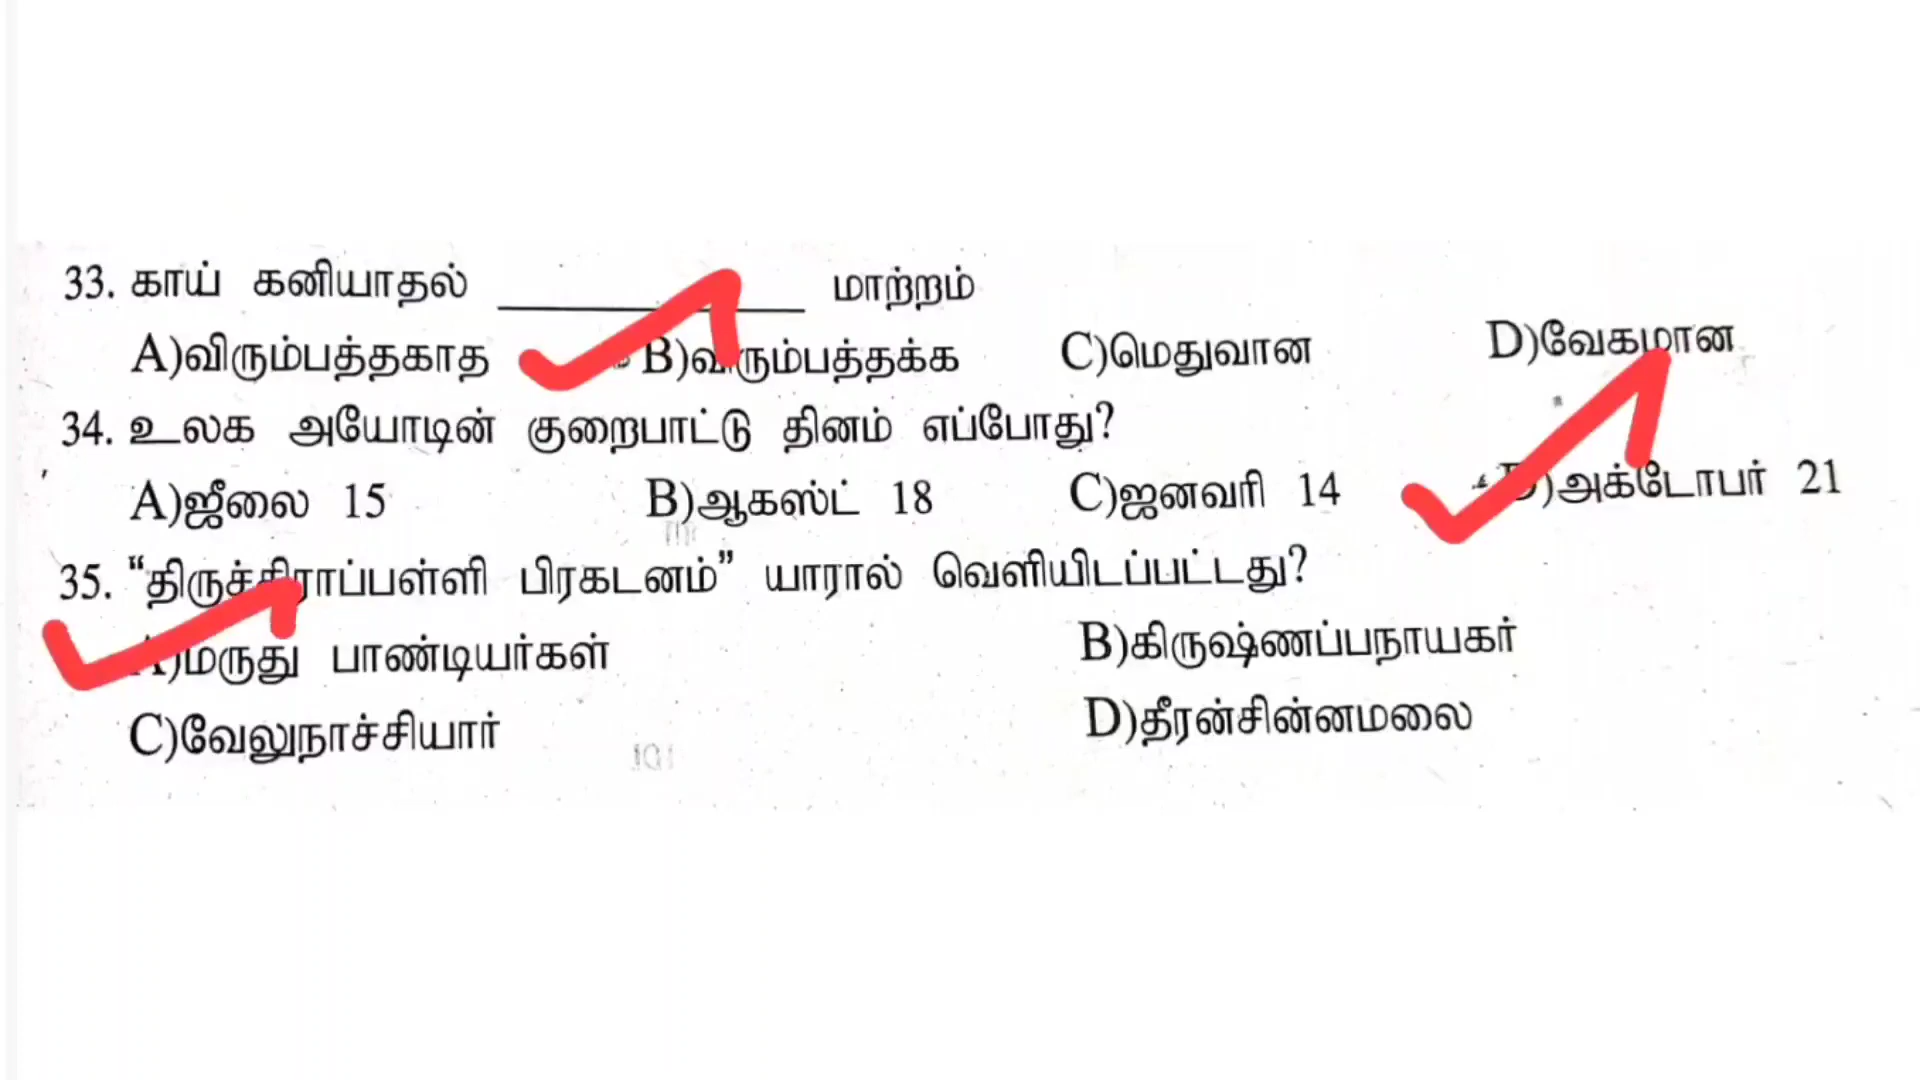 33. காய் கனியாதல் ____________ மாற்றம்
A)விரும்பத்தகாத B)விரும்பத்தக்க C)மெதுவான D)வேகமான
34. உலக அயோடின் குறைபாட்டு தினம் எப்போது?
A)ஜீலை 15 B)ஆகஸ்ட் 18 C)ஜனவரி 14 D)அக்டோபர் 21
35. “திருச்சிராப்பள்ளி பிரகடனம்” யாரால் வெளியிடப்பட்டது?
A)மருது பாண்டியர்கள் B)கிருஷ்ணப்பநாயகர்
C)வேலுநாச்சியார் D)தீரன்சின்னமலை